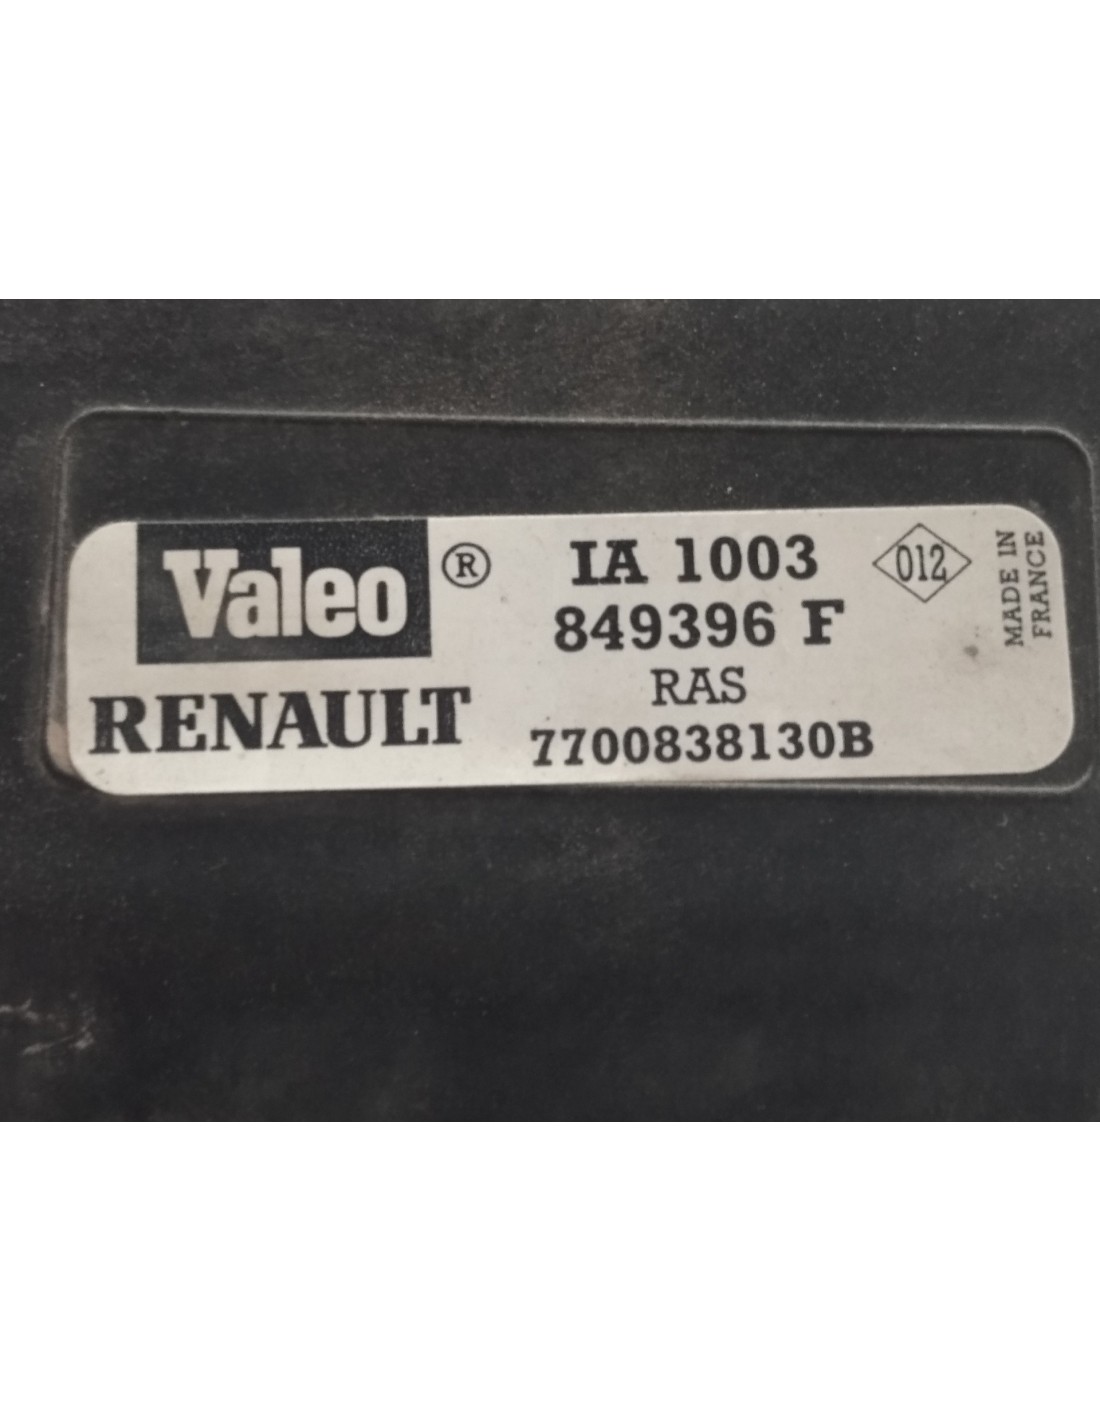 Valeo ®
RENAULT
IA 1003
849396 F
RAS
7700838130B
012
MADE IN
FRANCE